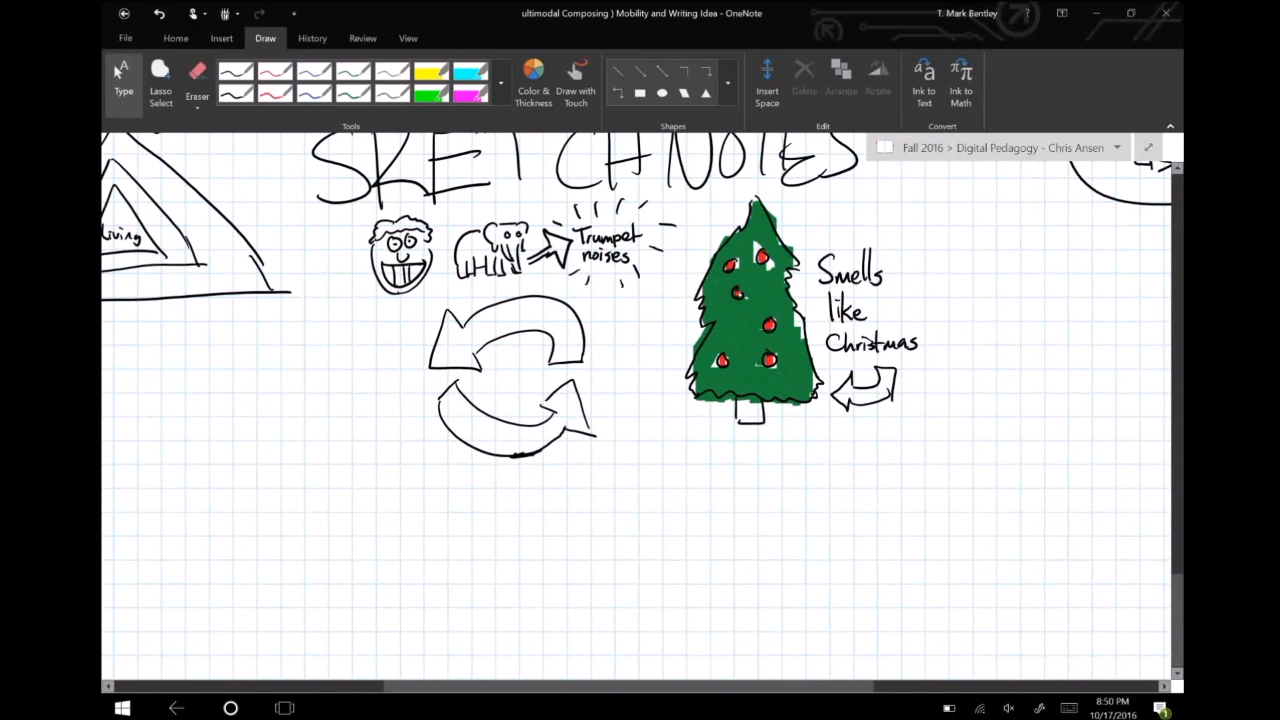 ultimodal Composing ) Mobility and Writing Idea - OneNote
T. Mark Bentley
?
File
Home
Insert
Draw
History
Review
View
Type
Lasso Select
Eraser
Color & Thickness
Draw with Touch
Insert Space
Delete
Arrange
Rotate
Ink to Text
Ink to Math
Tools
Shapes
Edit
Convert
Fall 2016 > Digital Pedagogy - Chris Ansen
SKETCHNOTES
Living
Trumpet
noises
Smells
like
Christmas
8:50 PM
10/17/2016